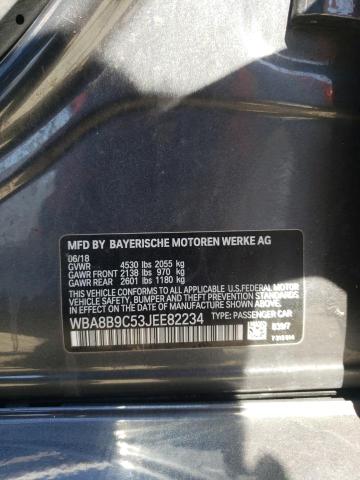 MFD BY BAYERISCHE MOTOREN WERKE AG
06/18
GVWR 4530 lbs 2055 kg
GAWR FRONT 2138 lbs 970 kg
GAWR REAR 2601 lbs 1180 kg
THIS VEHICLE CONFORMS TO ALL APPLICABLE U.S. FEDERAL MOTOR
VEHICLE SAFETY, BUMPER, AND THEFT PREVENTION STANDARDS
IN EFFECT ON THE DATE OF MANUFACTURE SHOWN ABOVE.
WBA8B9C53JEE82234 TYPE: PASSENGER CAR
B39/7